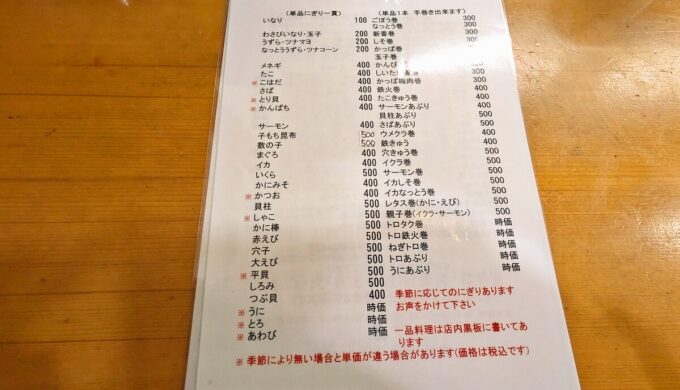 (単品にぎり一貫) (単品1本 手巻き出来ます)
いなり 100 ごぼう巻 300
なっとう巻 300
わさびいなり・玉子 200 新香巻 300
うずら・ツナマヨ 200 しそ巻 300
なっとううずら・ツナコーン 200 かっぱ巻 300
玉子巻
メネギ 400 かんぴ
たこ 400 しいたけ 300
※ こはだ 400 かっぱ梅肉巻 300
さば 400 鉄火巻 400
※ とり貝 400 たこきゅう巻 400
※ かんぱち 400 サーモンあぶり 500
貝柱あぶり 500
サーモン 400 さばあぶり 500
子もち昆布 500 ウメクラ巻 400
数の子 500 鉄きゅう 400
まぐろ 400 穴きゅう巻 400
イカ 400 イクラ巻 500
いくら 400 サーモン巻 500
かにみそ 400 イカしそ巻 400
※ かつお 400 イカなっとう巻 400
貝柱 500 レタス巻(かに・えび) 500
※ しゃこ 500 親子巻(イクラ・サーモン) 500
かに棒 500 トロタク巻 時価
赤えび 500 トロ鉄火巻 時価
穴子 500 ねぎトロ巻 時価
大えび 500 トロあぶり 時価
※ 平貝 500 うにあぶり 時価
しろみ 500
つぶ貝 400 季節に応じてのにぎりあります
※ うに 時価 お声をかけて下さい
※ とろ 時価
※ あわび 時価 一品料理は店内黒板に書いてあ
ります
※ 季節により無い場合と単価が違う場合があります(価格は税込です)